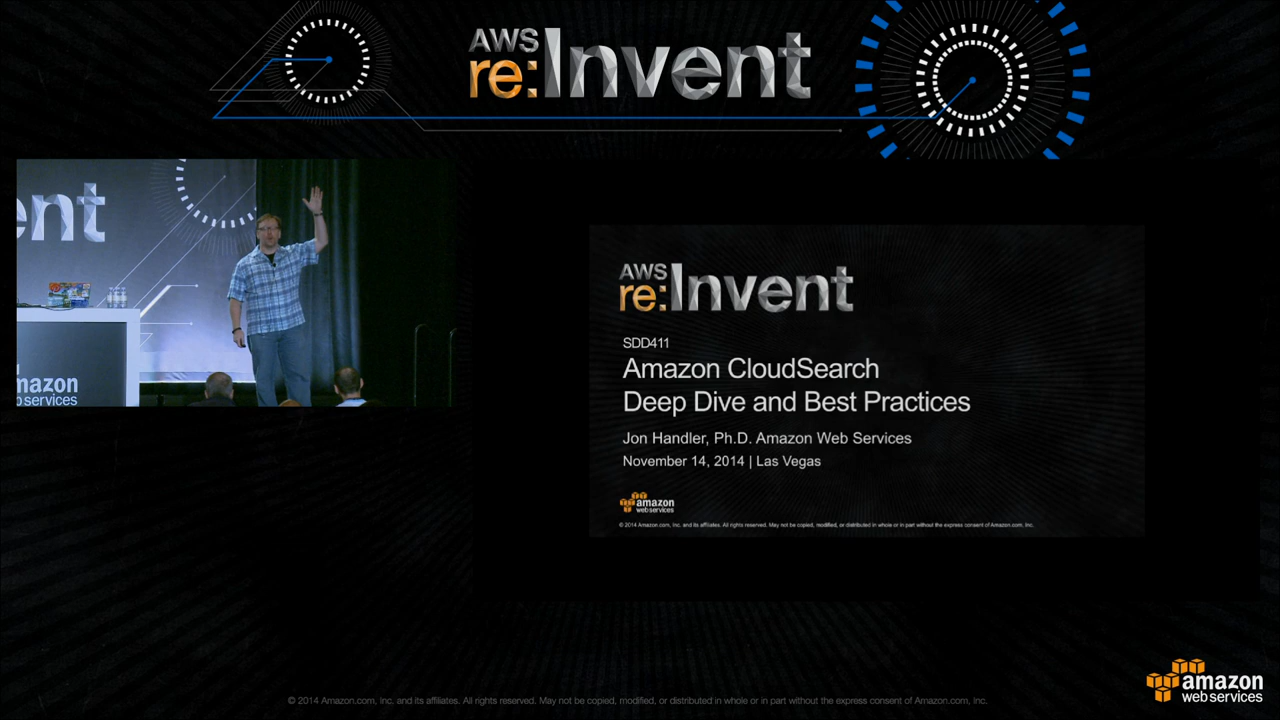 AWS
re:Invent
ent
amazon
web services
AWS
re:Invent
SDD411
Amazon CloudSearch
Deep Dive and Best Practices
Jon Handler, Ph.D. Amazon Web Services
November 14, 2014 | Las Vegas
amazon
web services
© 2014 Amazon.com, Inc. and its affiliates. All rights reserved. May not be copied, modified, or distributed in whole or in part without the express consent of Amazon.com, Inc.
amazon
web services
© 2014 Amazon.com, Inc. and its affiliates. All rights reserved. May not be copied, modified, or distributed in whole or in part without the express consent of Amazon.com, Inc.